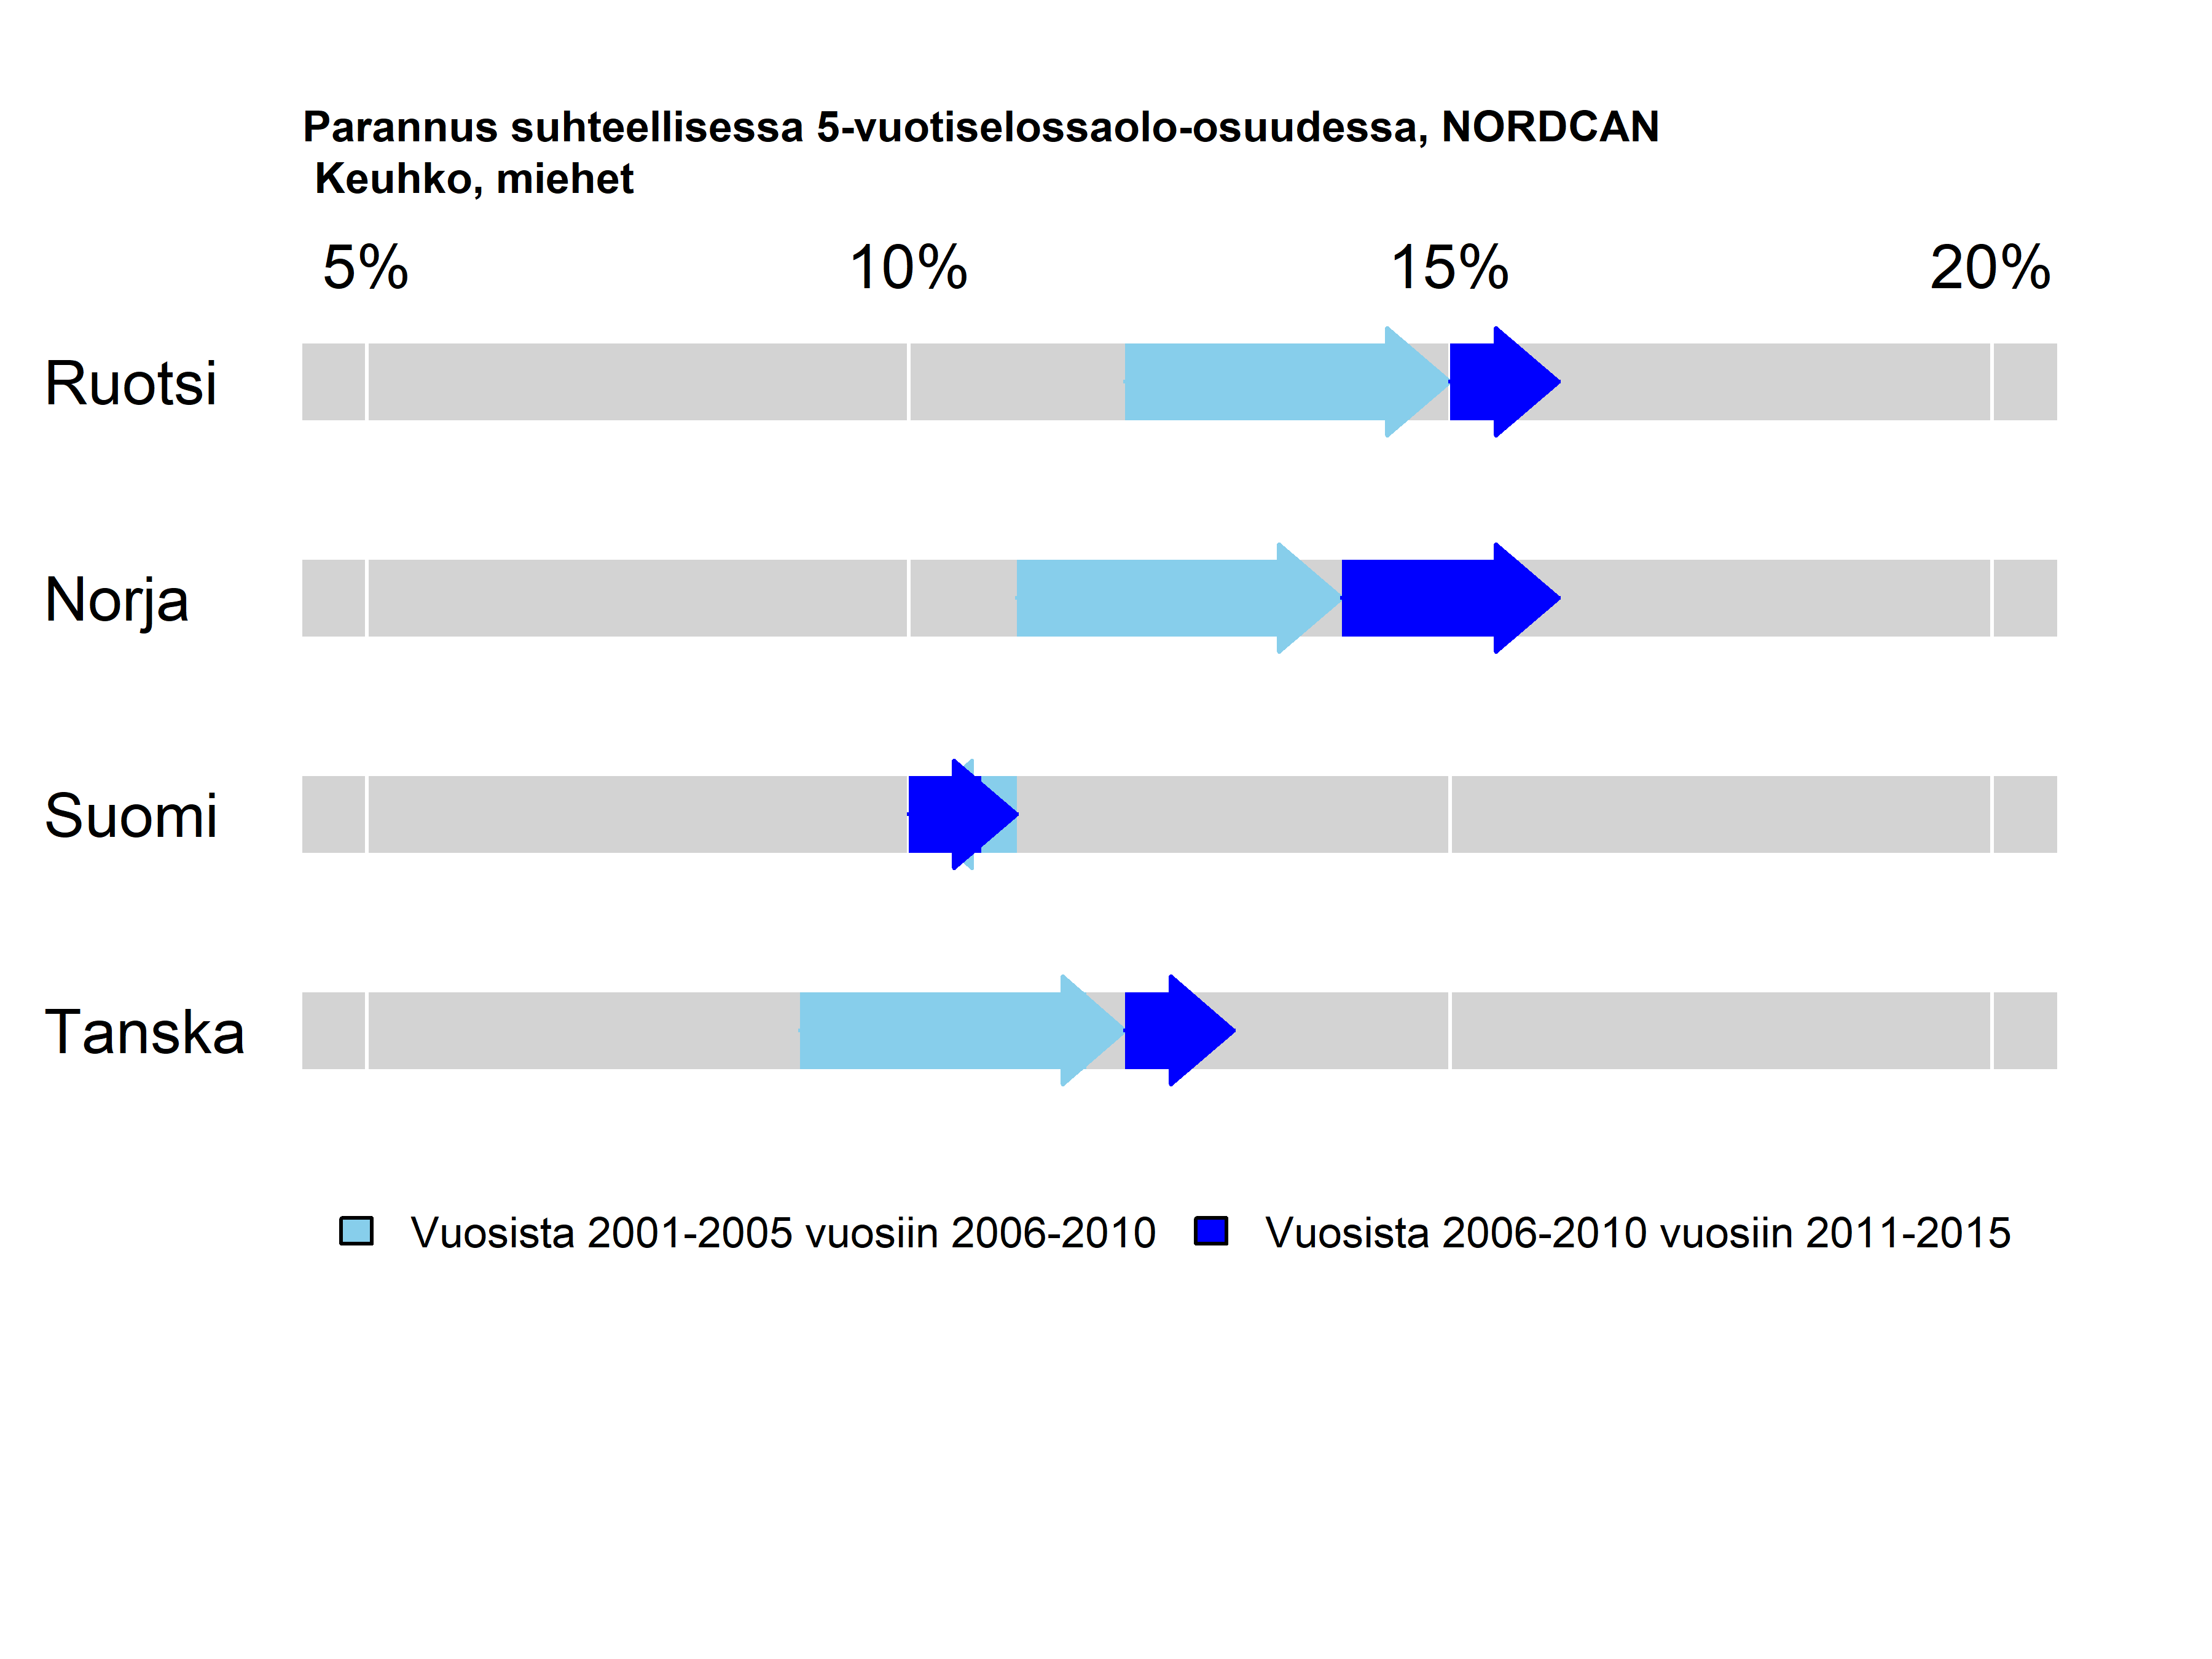 Parannus suhteellisessa 5-vuotiselossaolo-osuudessa, NORDCAN
Keuhko, miehet
5% 10% 15% 20%
Ruotsi
Norja
Suomi
Tanska
Vuosista 2001-2005 vuosiin 2006-2010 Vuosista 2006-2010 vuosiin 2011-2015